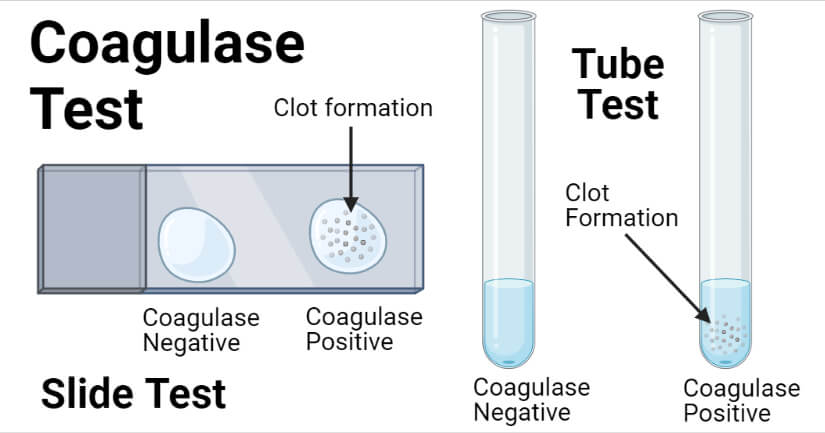 Coagulase
Test
Clot formation
Coagulase
Negative
Coagulase
Positive
Slide Test
Tube
Test
Clot
Formation
Coagulase
Negative
Coagulase
Positive